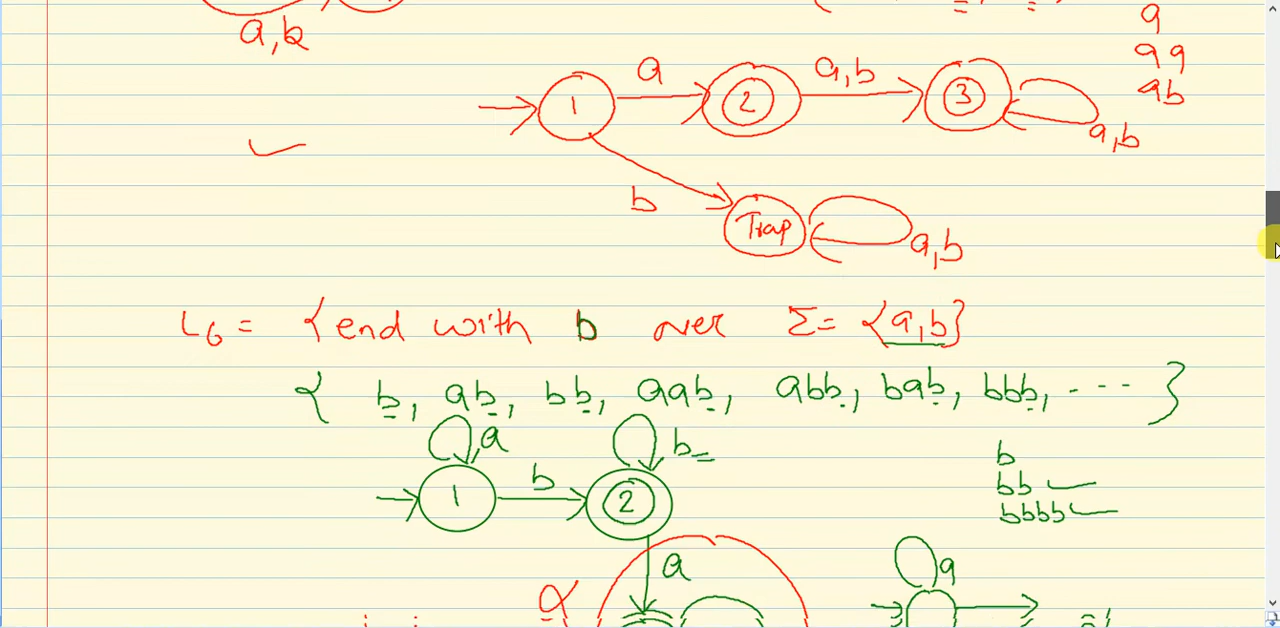 a, b
a
aa
ab
1 a 2 a,b 3 a,b
b Trap a,b
L6 = {end with b over Σ= {a,b}
{ b, ab, bb, aab, abb, bab, bbb, ---- }
a b
1 b 2
b
bb
bbbb
a
a